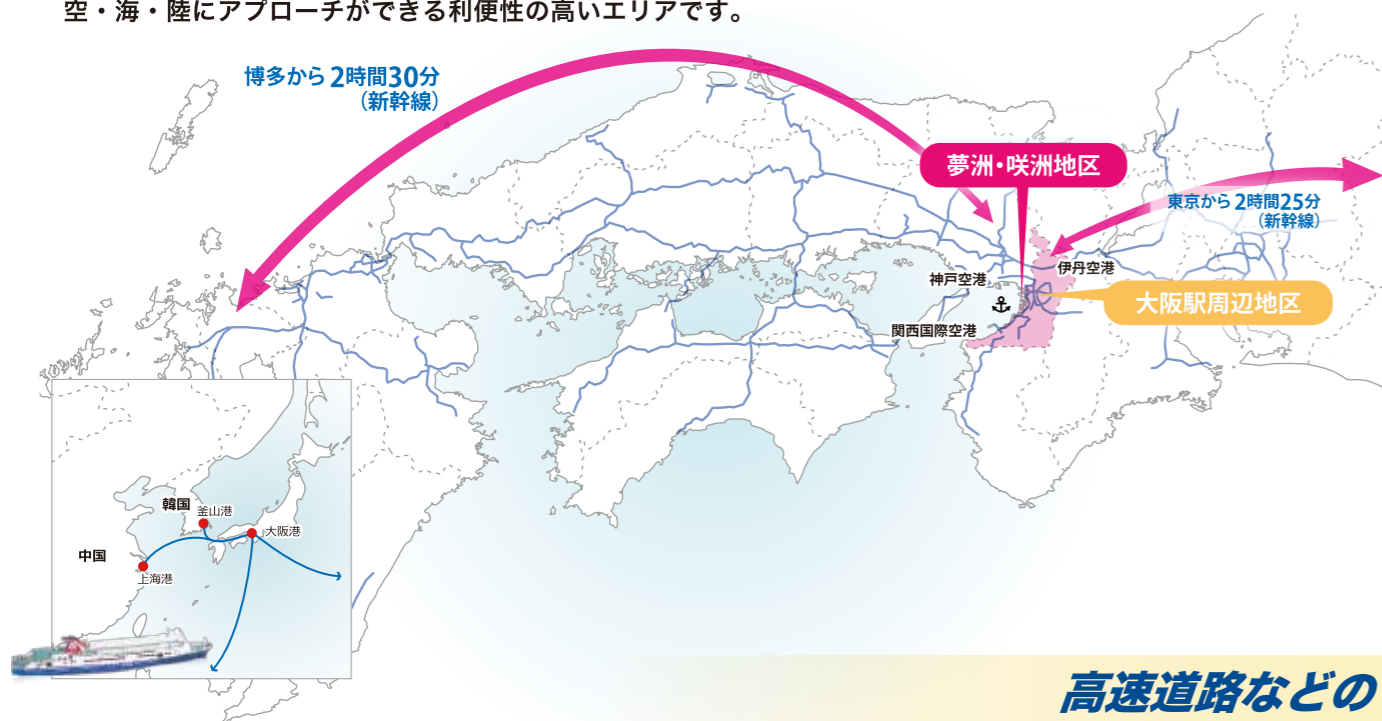 空・海・陸にアプローチができる利便性の高いエリアです。
博多から2時間30分
（新幹線）
夢洲・咲洲地区
東京から2時間25分
（新幹線）
伊丹空港
神戸空港
大阪駅周辺地区
関西国際空港
韓国
釜山港
大阪港
中国
上海港
高速道路などの